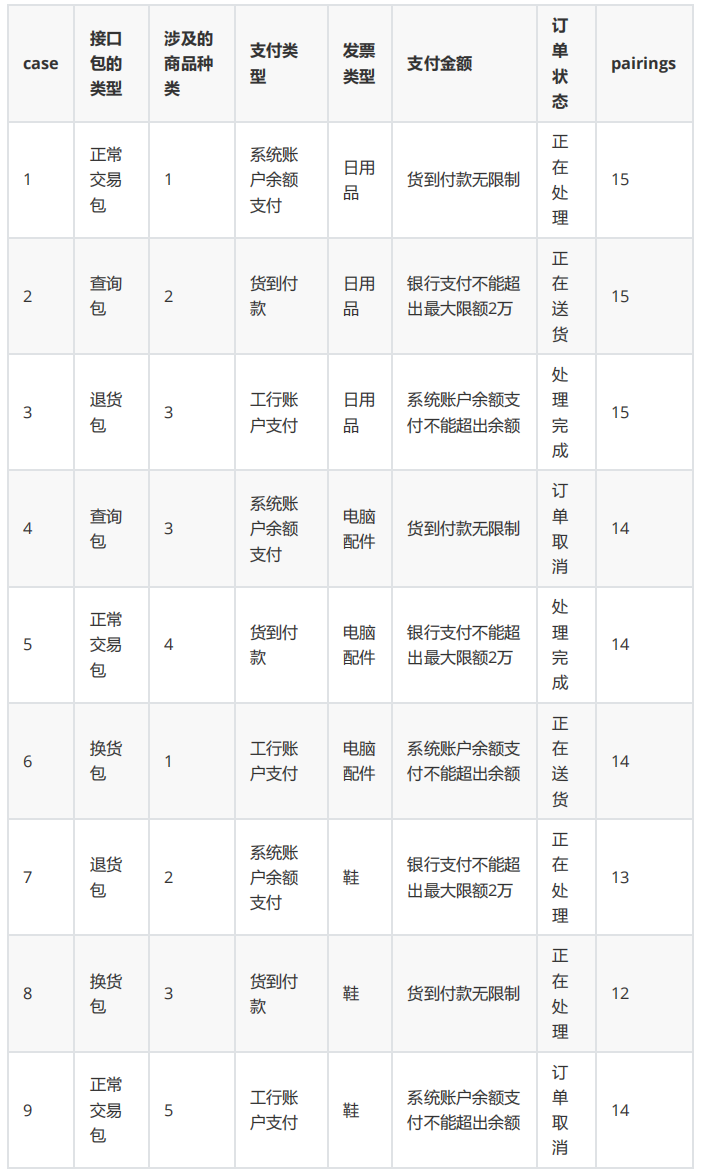 case 接口包的类型 涉及的商品种类 支付类型 发票类型 支付金额 订单状态 pairings
1 正常交易包 1 系统账户余额支付 日用品 货到付款无限制 正在处理 15
2 查询包 2 货到付款 日用品 银行支付不能超出最大限额2万 正在送货 15
3 退货包 3 工行账户支付 日用品 系统账户余额支付不能超出余额 处理完成 15
4 查询包 3 系统账户余额支付 电脑配件 货到付款无限制 订单取消 14
5 正常交易包 4 货到付款 电脑配件 银行支付不能超出最大限额2万 处理完成 14
6 换货包 1 工行账户支付 电脑配件 系统账户余额支付不能超出余额 正在送货 14
7 退货包 2 系统账户余额支付 鞋 银行支付不能超出最大限额2万 正在处理 13
8 换货包 3 货到付款 鞋 货到付款无限制 正在处理 12
9 正常交易包 5 工行账户支付 鞋 系统账户余额支付不能超出余额 订单取消 14